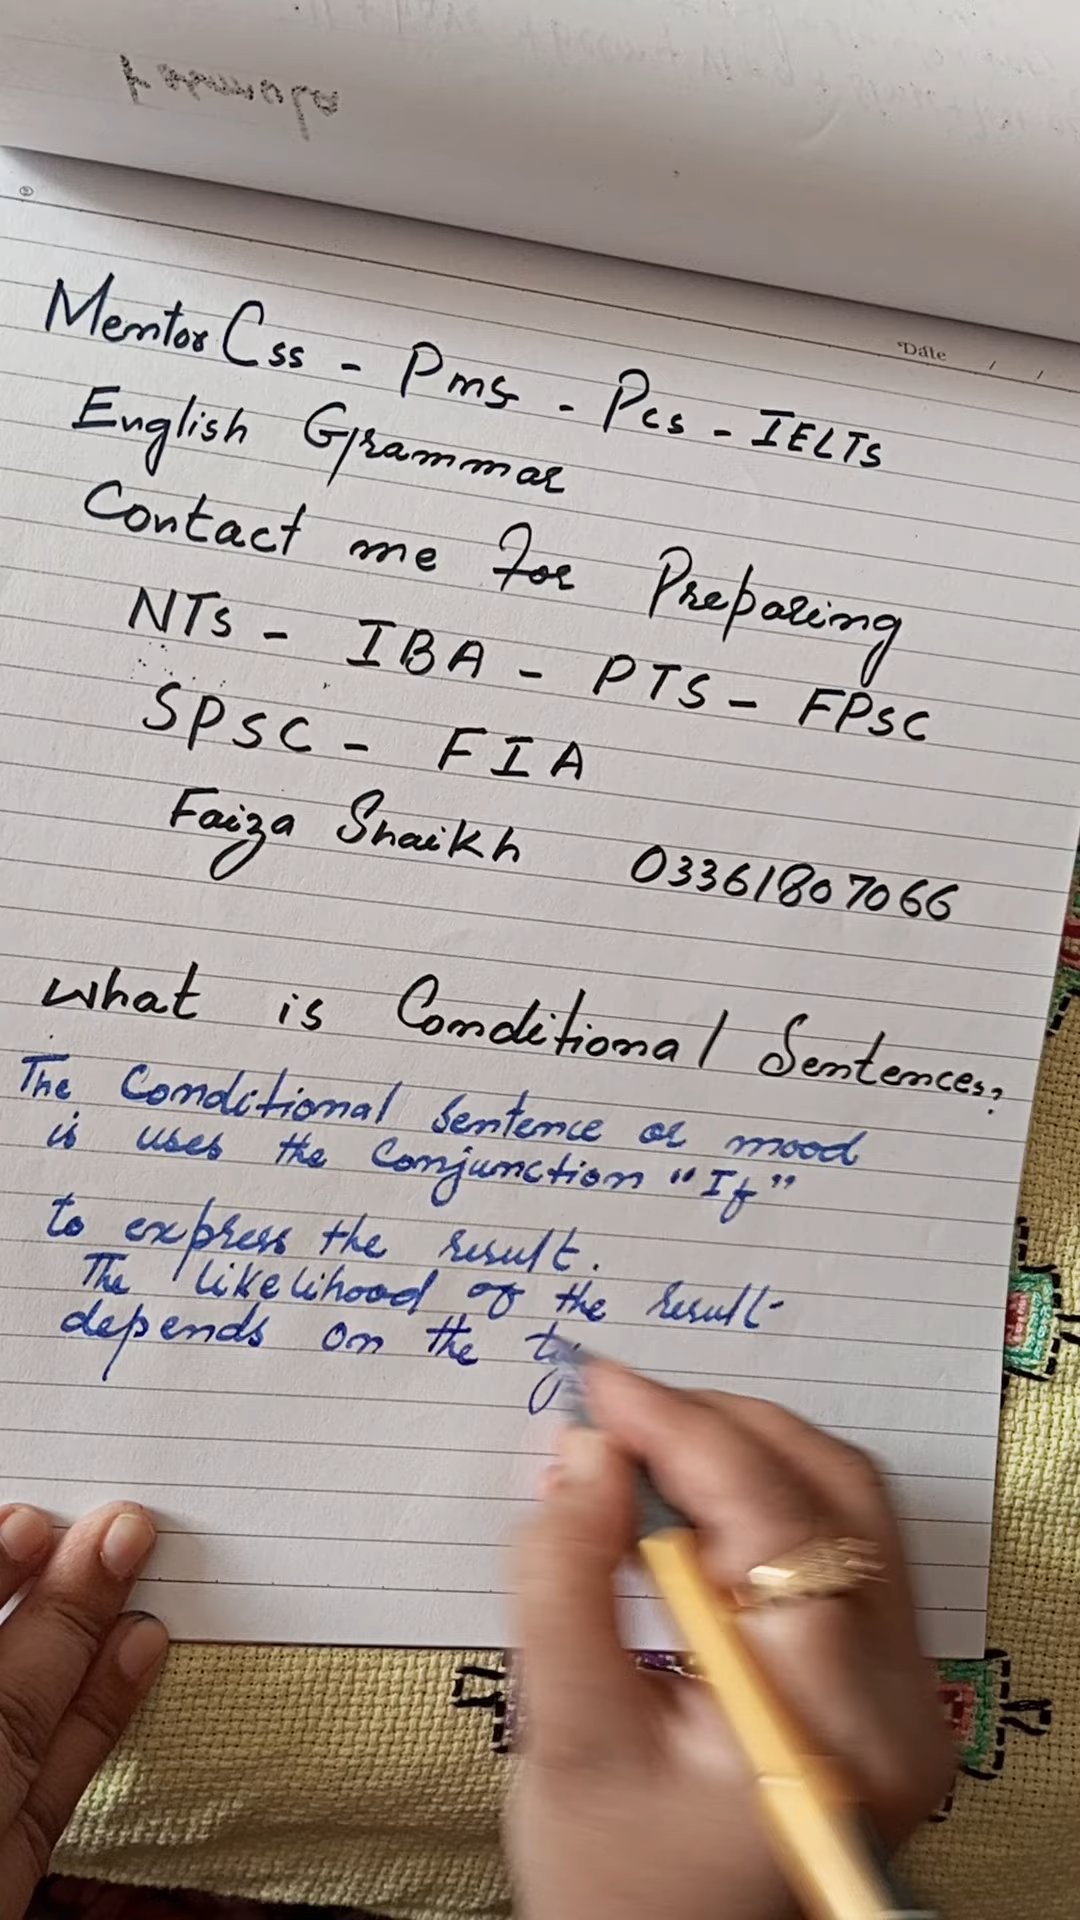 Date / /
Mentor Css - Pms - Pcs - IELTS
English Grammar
Contact me For Preparing
NTS - IBA - PTS - FPSC
SPSC - FIA
Faiza Shaikh 03361807066
What is Conditional Sentences?
The Conditional Sentence or mood
is uses the Conjunction "If"
to express the result.
The likelihood of the result
depends on the